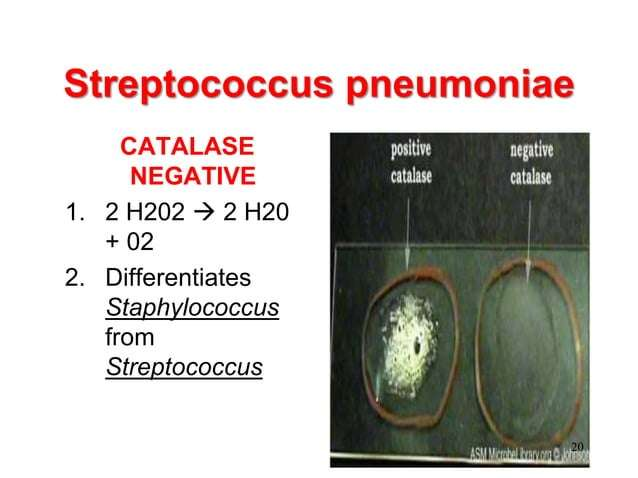 Streptococcus pneumoniae
CATALASE
NEGATIVE
1. 2 H202 → 2 H20
+ 02
2. Differentiates
Staphylococcus
from
Streptococcus
positive
catalase
negative
catalase
20
ASM MicrobeLibrary.org © Johnson